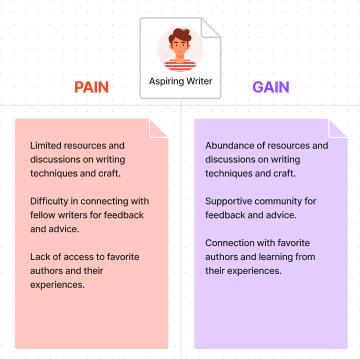 Aspiring Writer
PAIN
GAIN
Limited resources and
discussions on writing
techniques and craft.
Difficulty in connecting with
fellow writers for feedback
and advice.
Lack of access to favorite
authors and their
experiences.
Abundance of resources and
discussions on writing
techniques and craft.
Supportive community for
feedback and advice.
Connection with favorite
authors and learning from
their experiences.